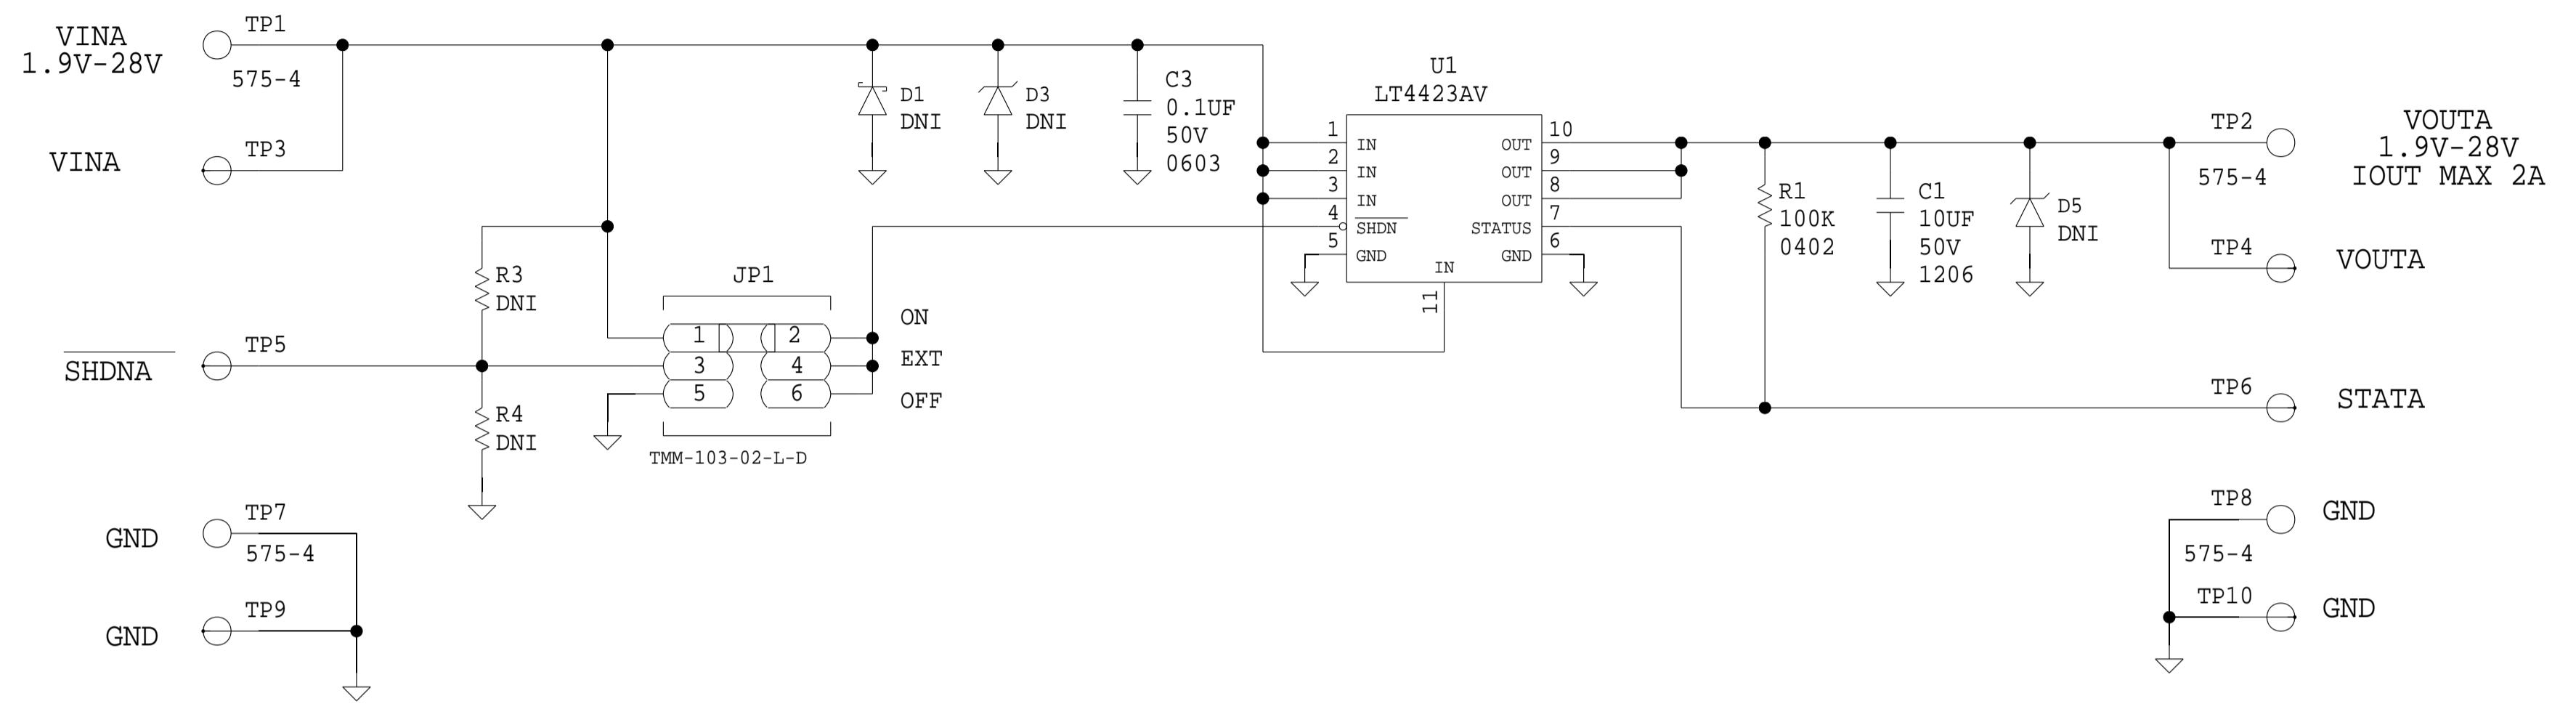 VINA
1.9V-28V
TP1
575-4
VINA
TP3
D1
DNI
D3
DNI
C3
0.1UF
50V
0603
U1
LT4423AV
1
2
3
4
5
IN
IN
IN
SHDN
GND
OUT
OUT
OUT
STATUS
GND
IN
11
10
9
8
7
6
R1
100K
0402
C1
10UF
50V
1206
D5
DNI
TP2
575-4
VOUTA
1.9V-28V
IOUT MAX 2A
TP4
VOUTA
R3
DNI
JP1
1 2
3 4
5 6
ON
EXT
OFF
TMM-103-02-L-D
SHDNA
TP5
R4
DNI
TP6
STATA
GND
TP7
575-4
GND
TP9
TP8
GND
575-4
TP10
GND